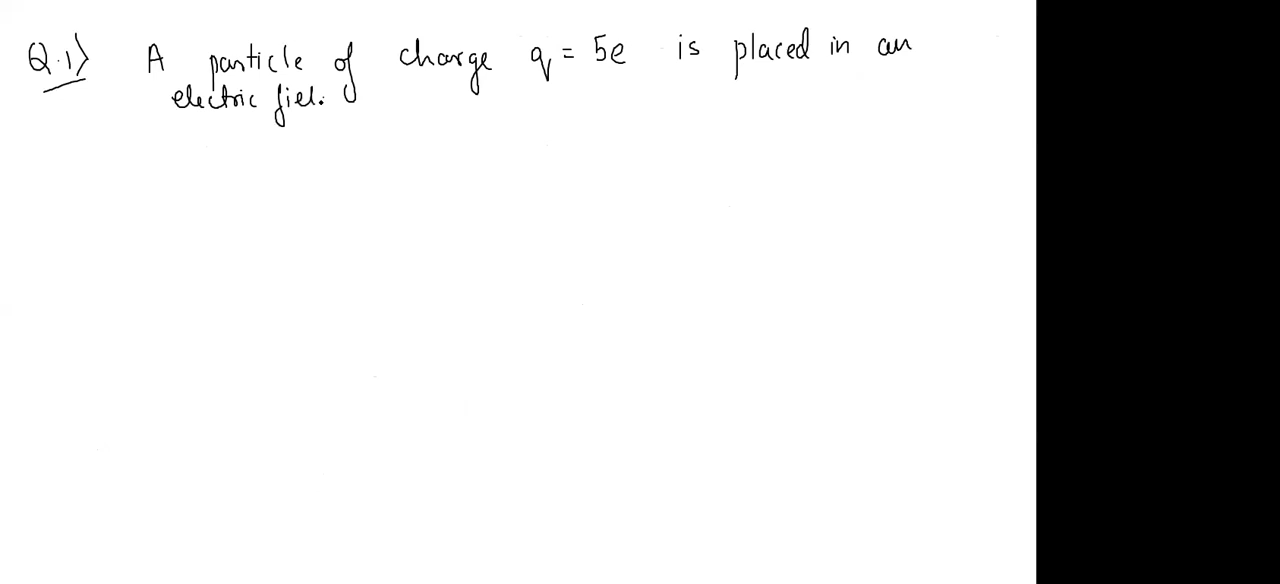 Q.1) A particle of charge q = 5e is placed in an
electric fiel.